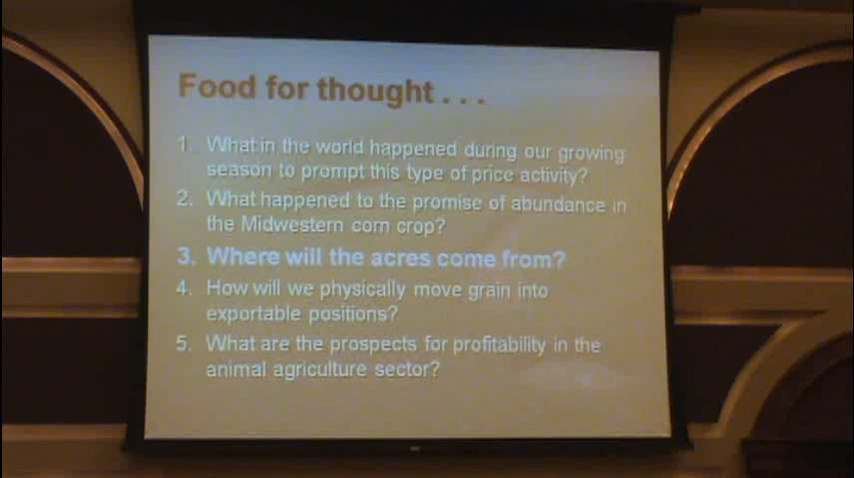 Food for thought . . .
1. What in the world happened during our growing
season to prompt this type of price activity?
2. What happened to the promise of abundance in
the Midwestern corn crop?
3. Where will the acres come from?
4. How will we physically move grain into
exportable positions?
5. What are the prospects for profitability in the
animal agriculture sector?